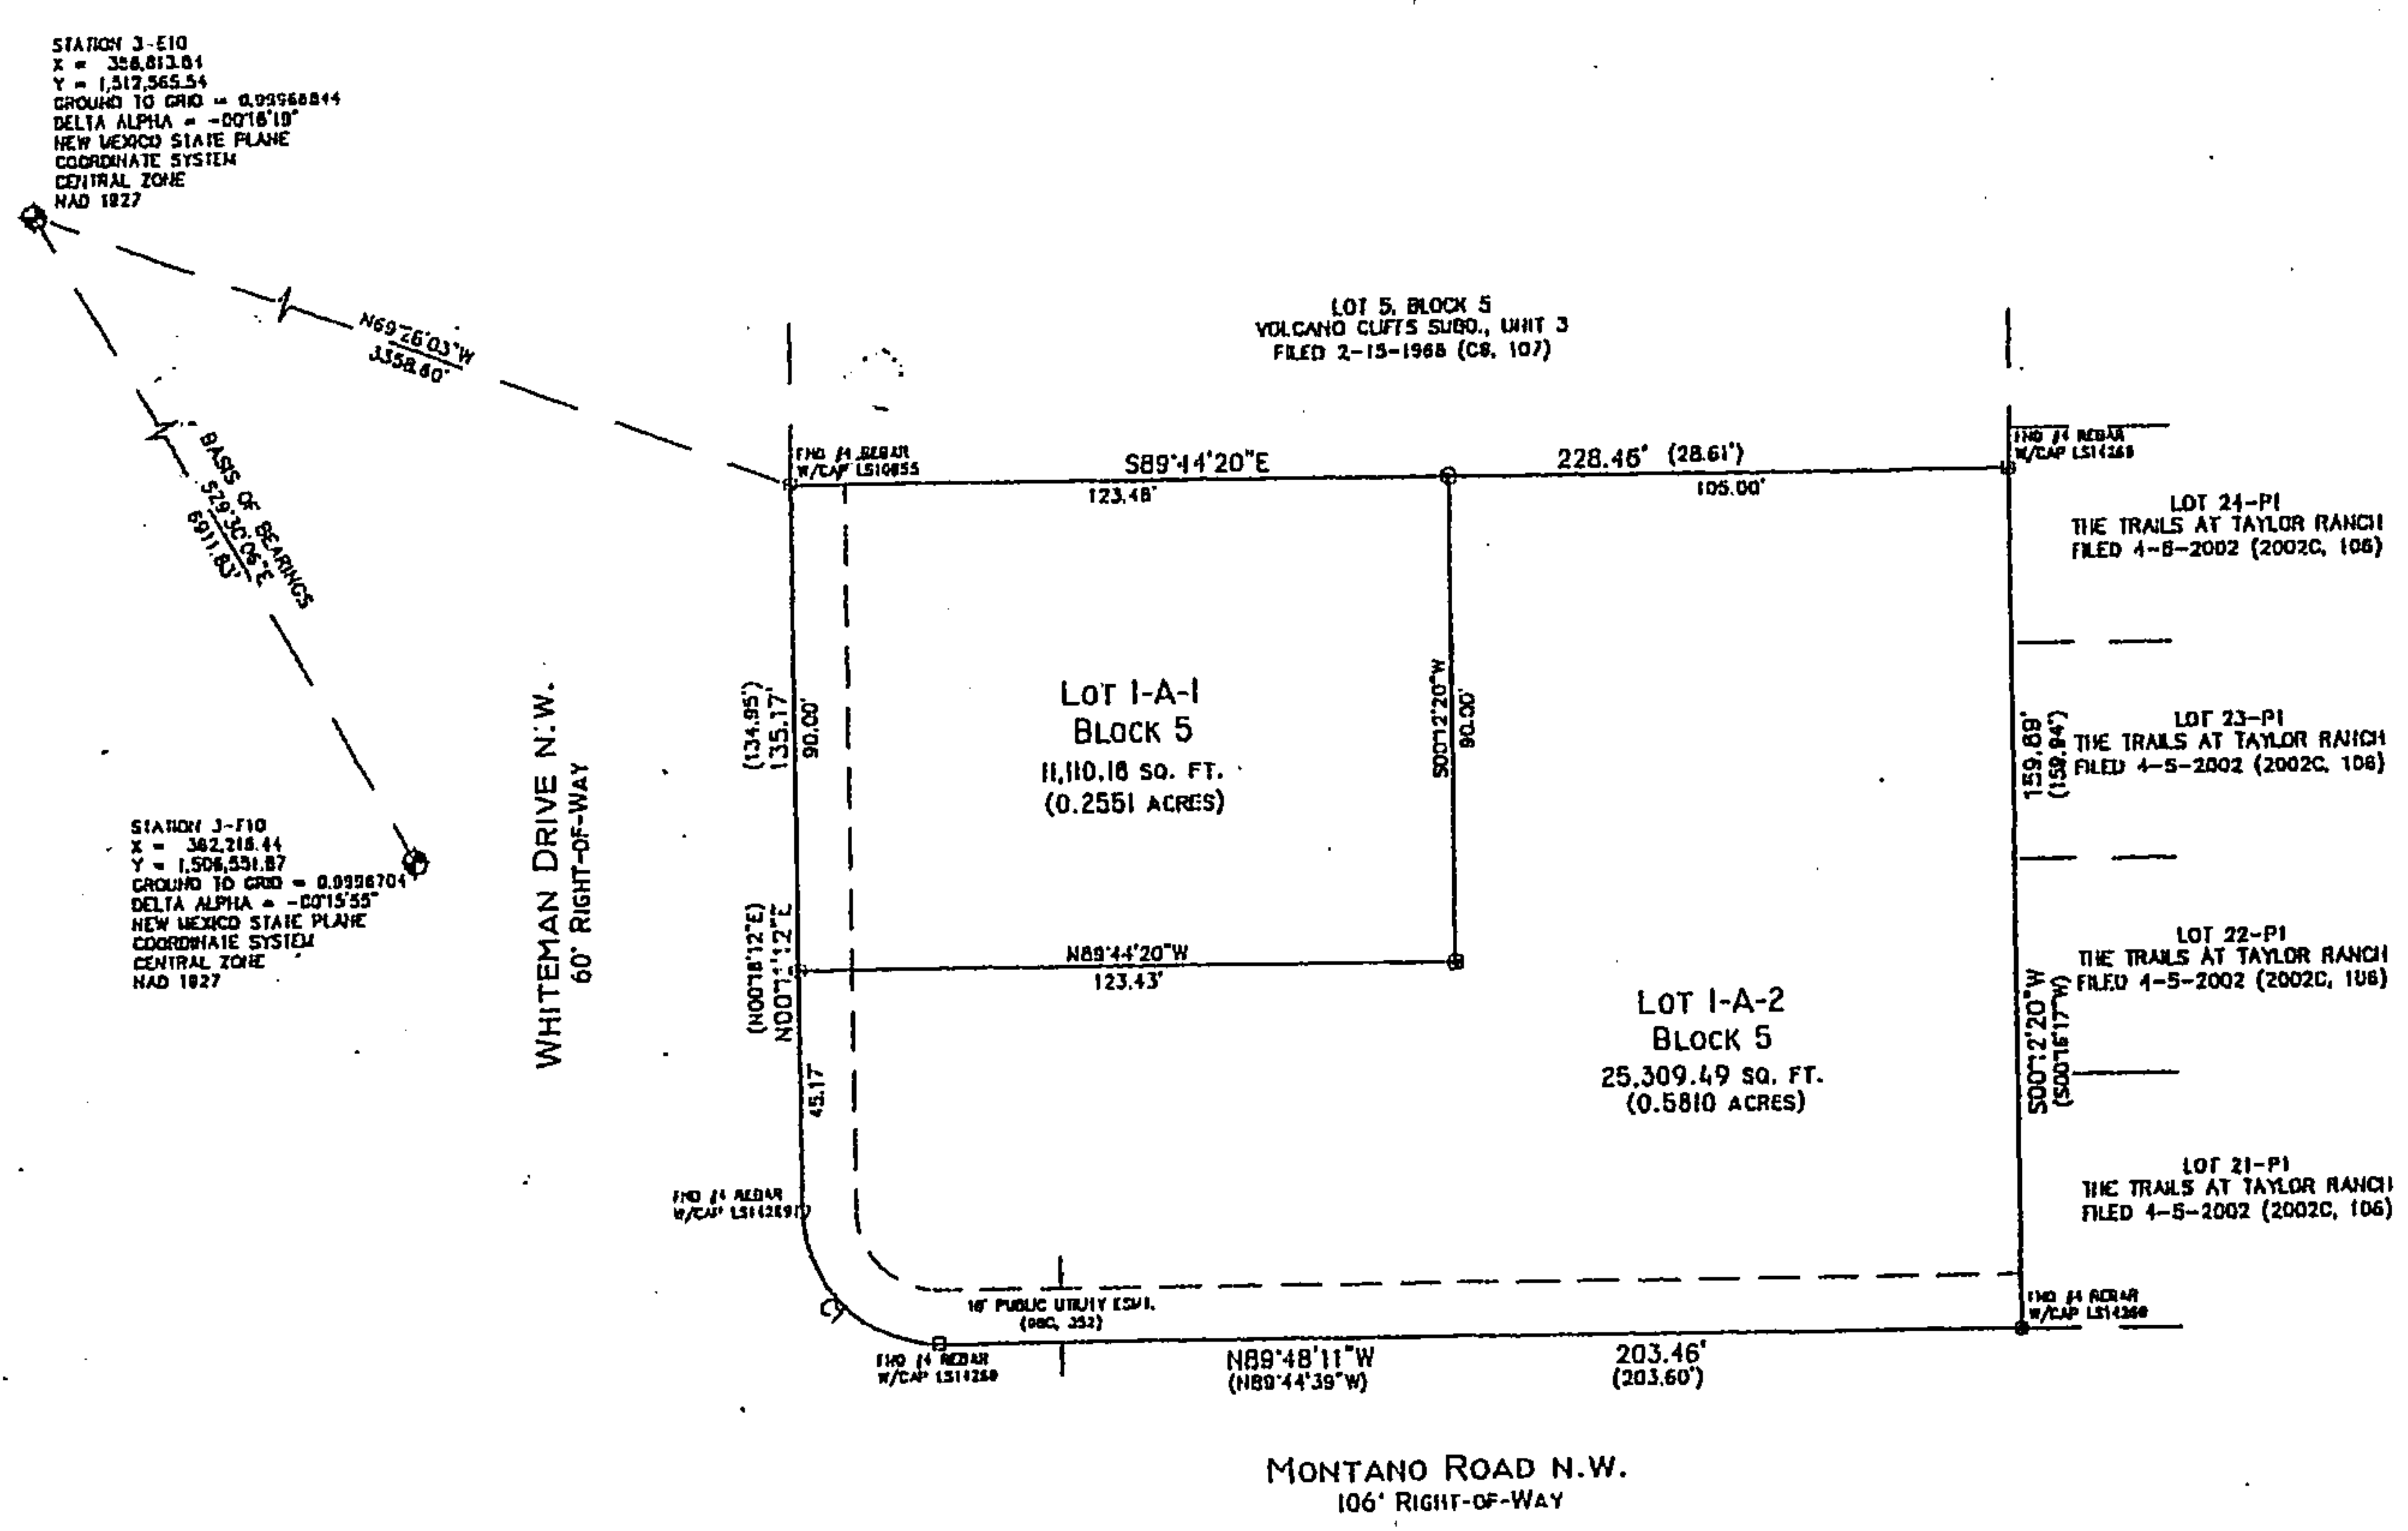 STATION 3-E10
X = 358,813.84
Y = 1,512,565.54
GROUND TO GRID = 0.99966844
DELTA ALPHA = -00°16'19"
NEW MEXICO STATE PLANE
COORDINATE SYSTEM
CENTRAL ZONE
NAD 1927
N69°26'03"W
3358.60'
BASIS OF BEARINGS
S29°30'06"E
6911.83'
LOT 5, BLOCK 5
VOLCANO CLIFFS SUBD., UNIT 3
FILED 2-15-1968 (C8, 107)
FND #4 REBAR
W/CAP LS10855
S89°44'20"E
123.48'
228.46' (28.61')
105.00'
FND #4 REBAR
W/CAP LS14269
LOT 24-P1
THE TRAILS AT TAYLOR RANCH
FILED 4-8-2002 (2002C, 106)
WHITEMAN DRIVE N.W.
60' RIGHT-OF-WAY
(134.95')
135.17'
90.00'
LOT 1-A-1
BLOCK 5
11,110.18 SQ. FT.
(0.2551 ACRES)
S00°12'20"W
90.00'
159.89'
(159.94')
LOT 23-P1
THE TRAILS AT TAYLOR RANCH
FILED 4-5-2002 (2002C, 106)
STATION 3-F10
X = 362,218.44
Y = 1,506,551.87
GROUND TO GRID = 0.9996704
DELTA ALPHA = -00°15'55"
NEW MEXICO STATE PLANE
COORDINATE SYSTEM
CENTRAL ZONE
NAD 1927
(N00°18'12"E)
N00°14'12"E
N89°44'20"W
123.43'
45.17'
LOT 1-A-2
BLOCK 5
25,309.49 SQ. FT.
(0.5810 ACRES)
S00°12'20"W
(S00°16'17"W)
LOT 22-P1
THE TRAILS AT TAYLOR RANCH
FILED 4-5-2002 (2002C, 106)
LOT 21-P1
THE TRAILS AT TAYLOR RANCH
FILED 4-5-2002 (2002C, 106)
FND #4 REBAR
W/CAP LS14269
10' PUBLIC UTILITY ESMT.
(98C, 352)
FND #4 REBAR
W/CAP LS14269
FND #4 REBAR
W/CAP LS14269
N89°48'11"W
(N89°44'39"W)
203.46'
(203.60')
MONTANO ROAD N.W.
106' RIGHT-OF-WAY